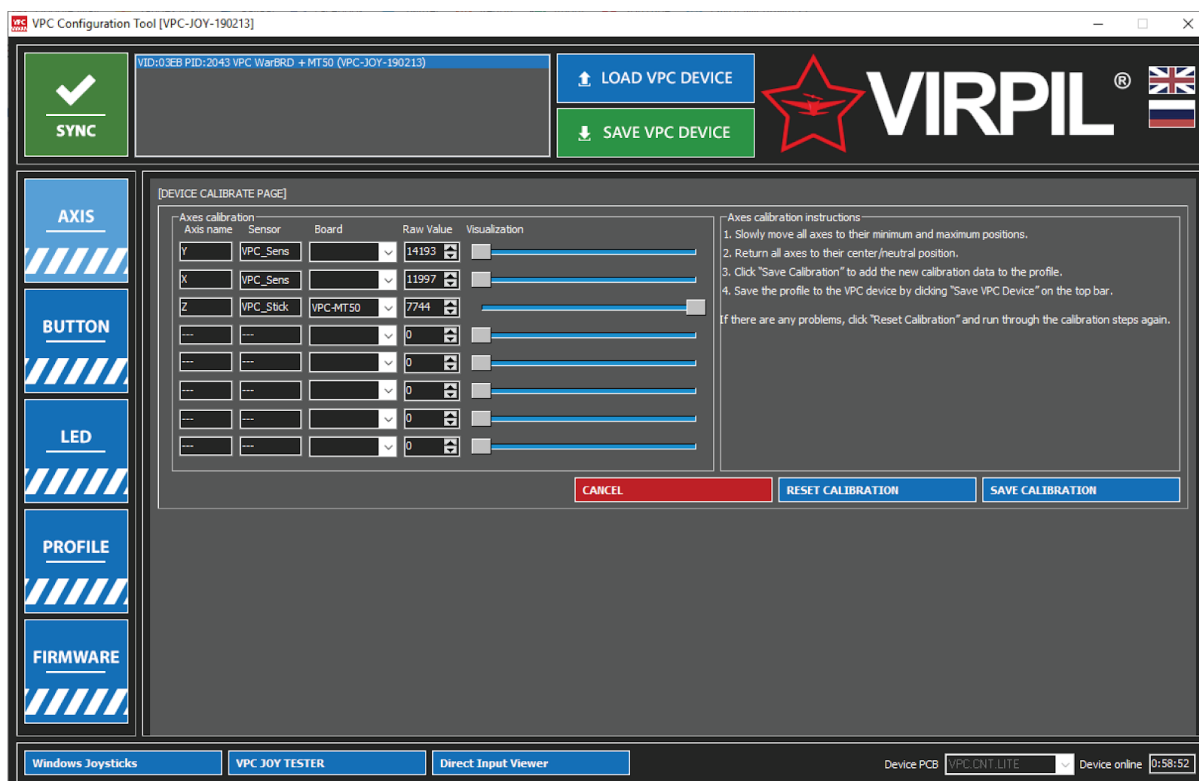 VPC Configuration Tool [VPC-JOY-190213]
SYNC
VID:03EB PID:2043 VPC WarBRD + MT50 (VPC-JOY-190213)
LOAD VPC DEVICE
SAVE VPC DEVICE
VIRPIL ®
AXIS
BUTTON
LED
PROFILE
FIRMWARE
[DEVICE CALIBRATE PAGE]
Axes calibration
Axis name Sensor Board Raw Value Visualization
Y VPC_Sens 14193
X VPC_Sens 11997
Z VPC_Stick VPC-MT50 7744
--- --- 0
--- --- 0
--- --- 0
--- --- 0
--- --- 0
Axes calibration instructions
1. Slowly move all axes to their minimum and maximum positions.
2. Return all axes to their center/neutral position.
3. Click "Save Calibration" to add the new calibration data to the profile.
4. Save the profile to the VPC device by clicking "Save VPC Device" on the top bar.
If there are any problems, click "Reset Calibration" and run through the calibration steps again.
CANCEL
RESET CALIBRATION
SAVE CALIBRATION
Windows Joysticks
VPC JOY TESTER
Direct Input Viewer
Device PCB VPC.CNT.LITE Device online 0:58:52